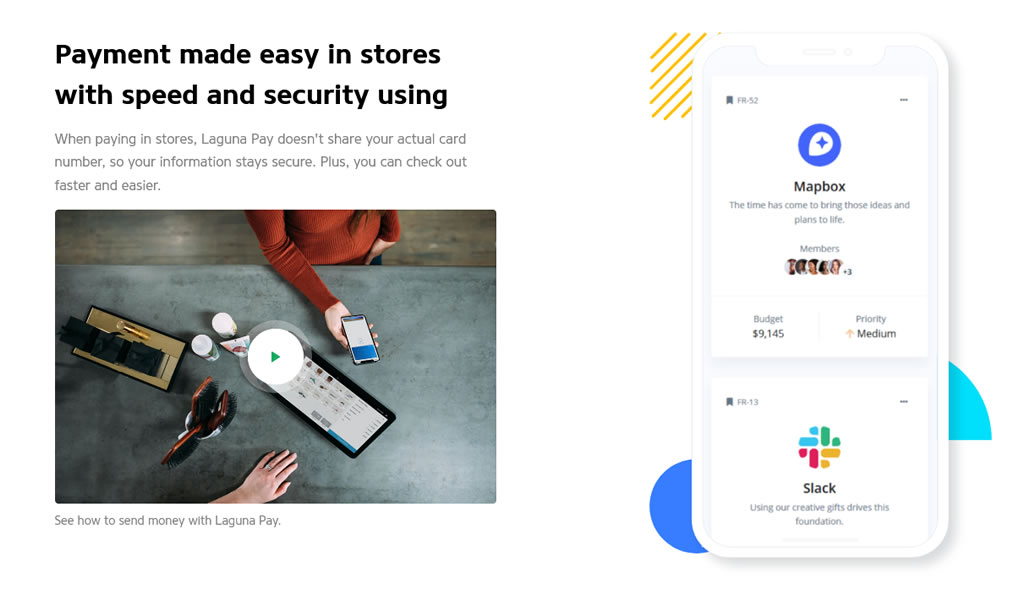 Payment made easy in stores
with speed and security using
When paying in stores, Laguna Pay doesn't share your actual card
number, so your information stays secure. Plus, you can check out
faster and easier.
See how to send money with Laguna Pay.
FR-52
Mapbox
The time has come to bring those ideas and
plans to life.
Members
+3
Budget
Priority
$9,145
Medium
FR-13
Slack
Using our creative gifts drives this
foundation.